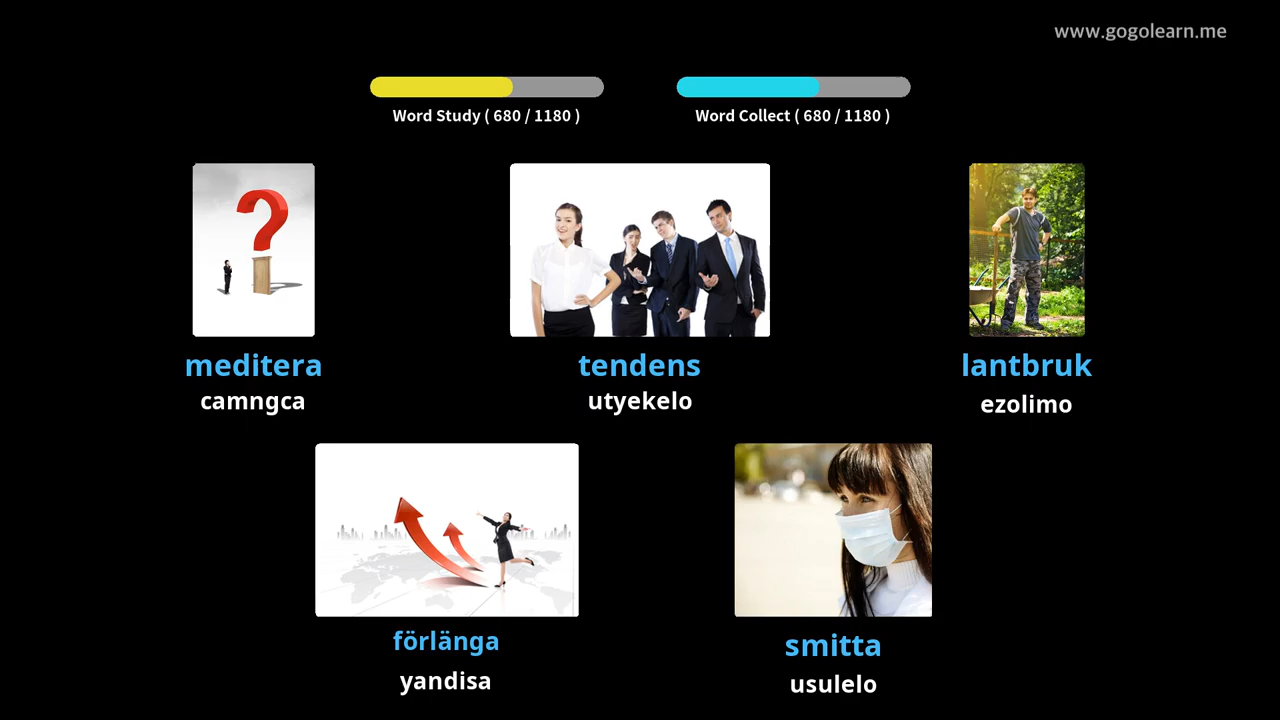 www.gogolearn.me
Word Study ( 680 / 1180 )
Word Collect ( 680 / 1180 )
meditera
camngca
tendens
utyekelo
lantbruk
ezolimo
förlänga
yandisa
smitta
usulelo